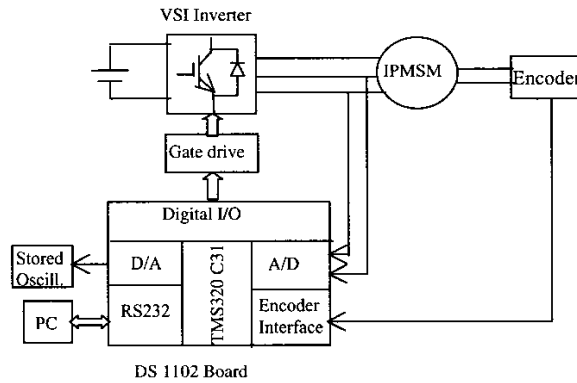 VSI Inverter
IPMSM
Encoder
Gate drive
Digital I/O
Stored
Oscill.
D/A
TMS320 C31
A/D
PC
RS232
Encoder
Interface
DS 1102 Board